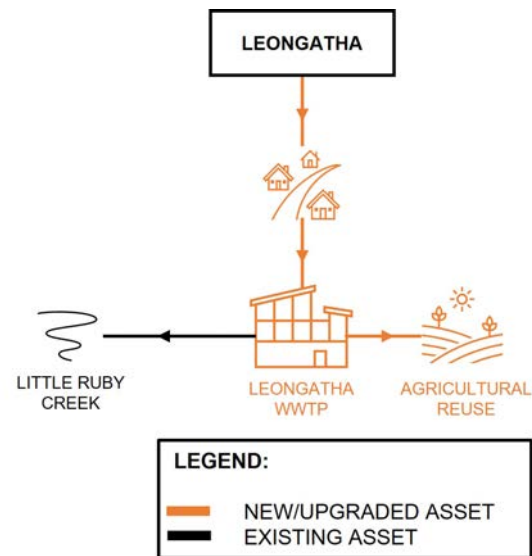 LEONGATHA
LITTLE RUBY
CREEK
LEONGATHA
WWTP
AGRICULTURAL
REUSE
LEGEND:
NEW/UPGRADED ASSET
EXISTING ASSET